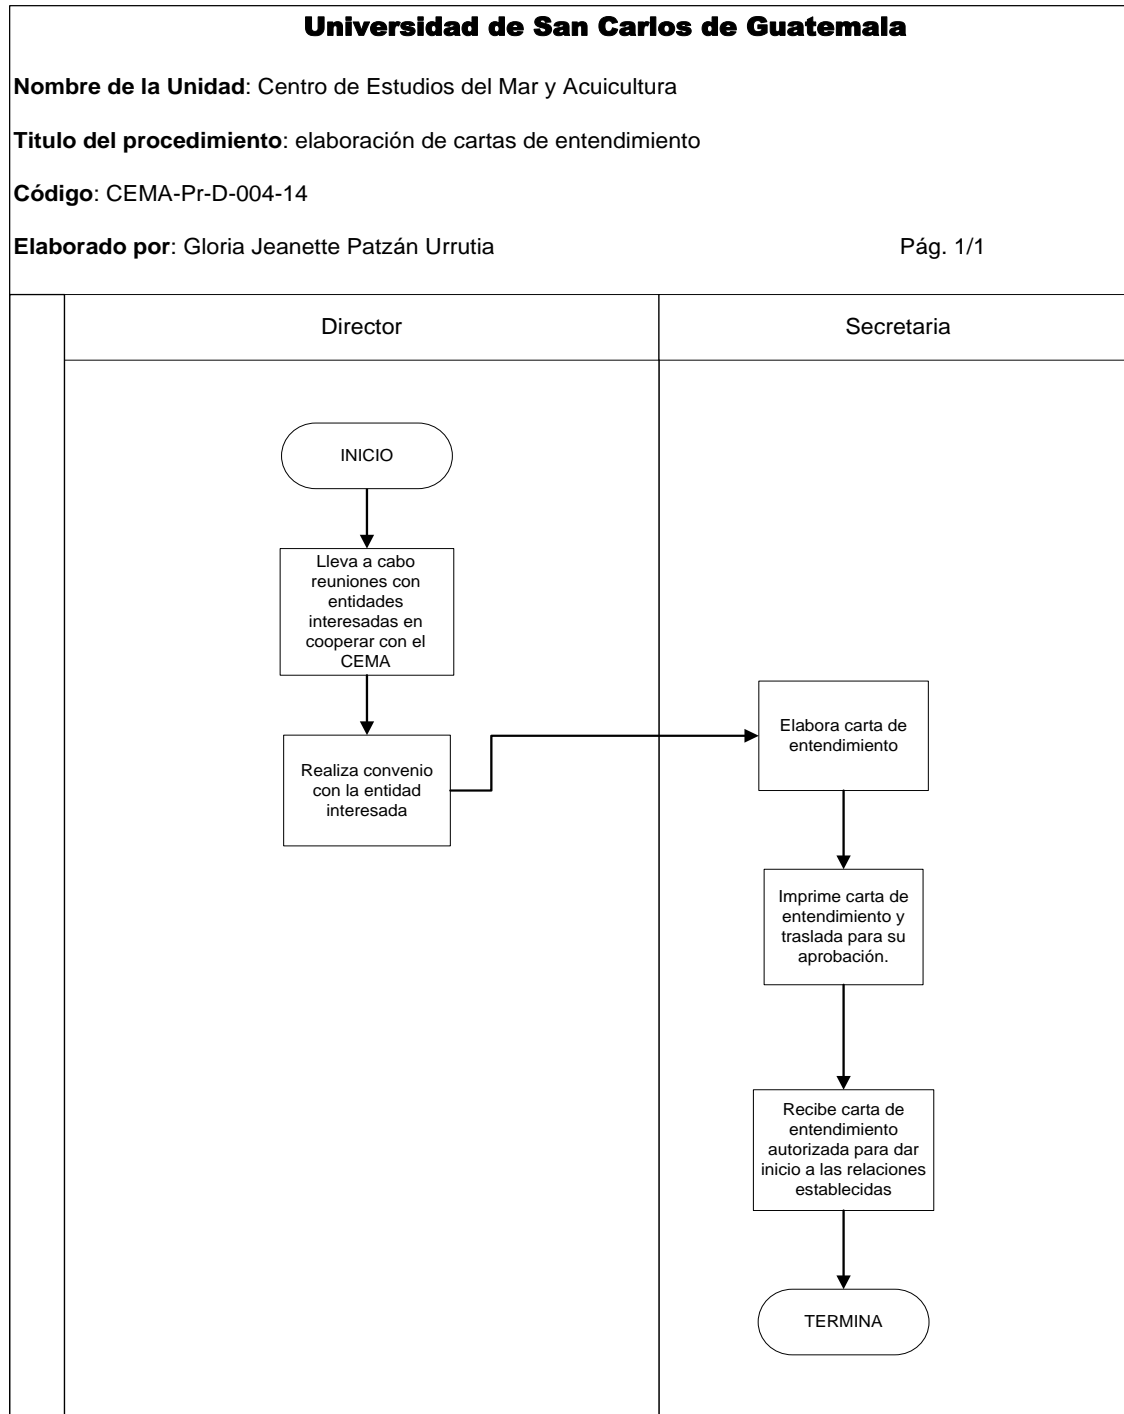 Universidad de San Carlos de Guatemala
Nombre de la Unidad: Centro de Estudios del Mar y Acuicultura
Titulo del procedimiento: elaboración de cartas de entendimiento
Código: CEMA-Pr-D-004-14
Elaborado por: Gloria Jeanette Patzán Urrutia Pág. 1/1
Director
Secretaria
INICIO
Lleva a cabo
reuniones con
entidades
interesadas en
cooperar con el
CEMA
Realiza convenio
con la entidad
interesada
Elabora carta de
entendimiento
Imprime carta de
entendimiento y
traslada para su
aprobación.
Recibe carta de
entendimiento
autorizada para dar
inicio a las relaciones
establecidas
TERMINA